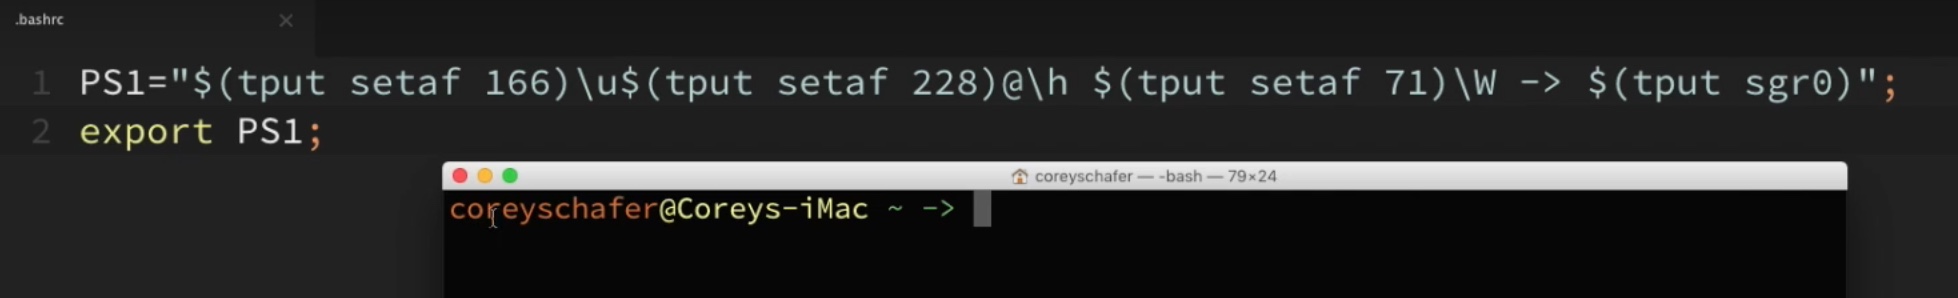 .bashrc
1 PS1="$(tput setaf 166)\u$(tput setaf 228)@\h $(tput setaf 71)\W -> $(tput sgr0)";
2 export PS1;
coreyschafer — -bash — 79×24
coreyschafer@Coreys-iMac ~ ->